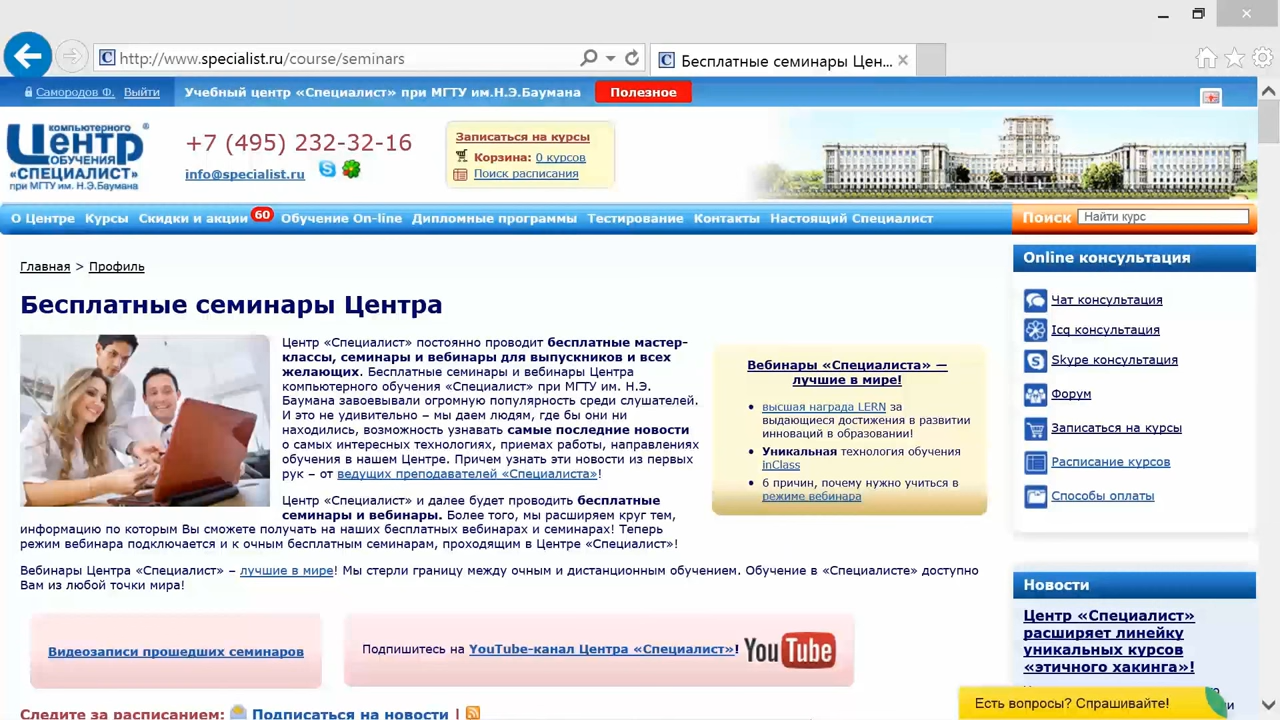 http://www.specialist.ru/course/seminars
Бесплатные семинары Цен...
Самородов Ф. Выйти
Учебный центр «Специалист» при МГТУ им.Н.Э.Баумана
Полезное
компьютерного
Центр
ОБУЧЕНИЯ
«СПЕЦИАЛИСТ»
при МГТУ им. Н.Э.Баумана
+7 (495) 232-32-16
info@specialist.ru
Записаться на курсы
Корзина: 0 курсов
Поиск расписания
О Центре Курсы Скидки и акции 60 Обучение On-line Дипломные программы Тестирование Контакты Настоящий Специалист
Поиск Найти курс
Главная > Профиль
Бесплатные семинары Центра
Центр «Специалист» постоянно проводит бесплатные мастер-
классы, семинары и вебинары для выпускников и всех
желающих. Бесплатные семинары и вебинары Центра
компьютерного обучения «Специалист» при МГТУ им. Н.Э.
Баумана завоевывали огромную популярность среди слушателей.
И это не удивительно – мы даем людям, где бы они ни
находились, возможность узнавать самые последние новости
о самых интересных технологиях, приемах работы, направлениях
обучения в нашем Центре. Причем узнать эти новости из первых
рук – от ведущих преподавателей «Специалиста»!
Центр «Специалист» и далее будет проводить бесплатные
семинары и вебинары. Более того, мы расширяем круг тем,
информацию по которым Вы сможете получать на наших бесплатных вебинарах и семинарах! Теперь
режим вебинара подключается и к очным бесплатным семинарам, проходящим в Центре «Специалист»!
Вебинары Центра «Специалист» – лучшие в мире! Мы стерли границу между очным и дистанционным обучением. Обучение в «Специалисте» доступно
Вам из любой точки мира!
Вебинары «Специалиста» —
лучшие в мире!
• высшая награда LERN за
выдающиеся достижения в развитии
инноваций в образовании!
• Уникальная технология обучения
inClass
• 6 причин, почему нужно учиться в
режиме вебинара
Видеозаписи прошедших семинаров
Подпишитесь на YouTube-канал Центра «Специалист»! YouTube
Следите за расписанием: Подписаться на новости |
Online консультация
Чат консультация
Icq консультация
Skype консультация
Форум
Записаться на курсы
Расписание курсов
Способы оплаты
Новости
Центр «Специалист»
расширяет линейку
уникальных курсов
«этичного хакинга»!
Есть вопросы? Спрашивайте!